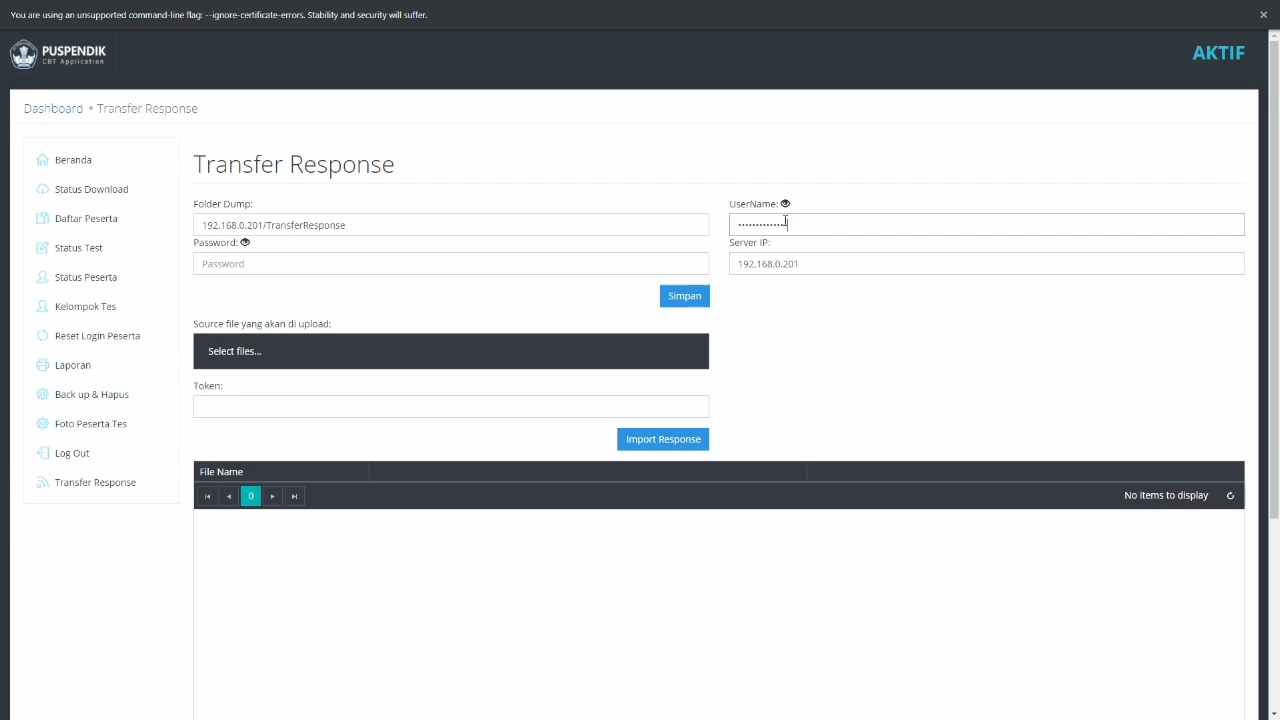 You are using an unsupported command-line flag: --ignore-certificate-errors. Stability and security will suffer.
PUSPENDIK
CBT Application
AKTIF
Dashboard • Transfer Response
Beranda
Status Download
Daftar Peserta
Status Test
Status Peserta
Kelompok Tes
Reset Login Peserta
Laporan
Back up & Hapus
Foto Peserta Tes
Log Out
Transfer Response
Transfer Response
Folder Dump:
192.168.0.201/TransferResponse
UserName:
Password:
Password
Server IP:
192.168.0.201
Simpan
Source file yang akan di upload:
Select files...
Token:
Import Response
File Name
0
No items to display